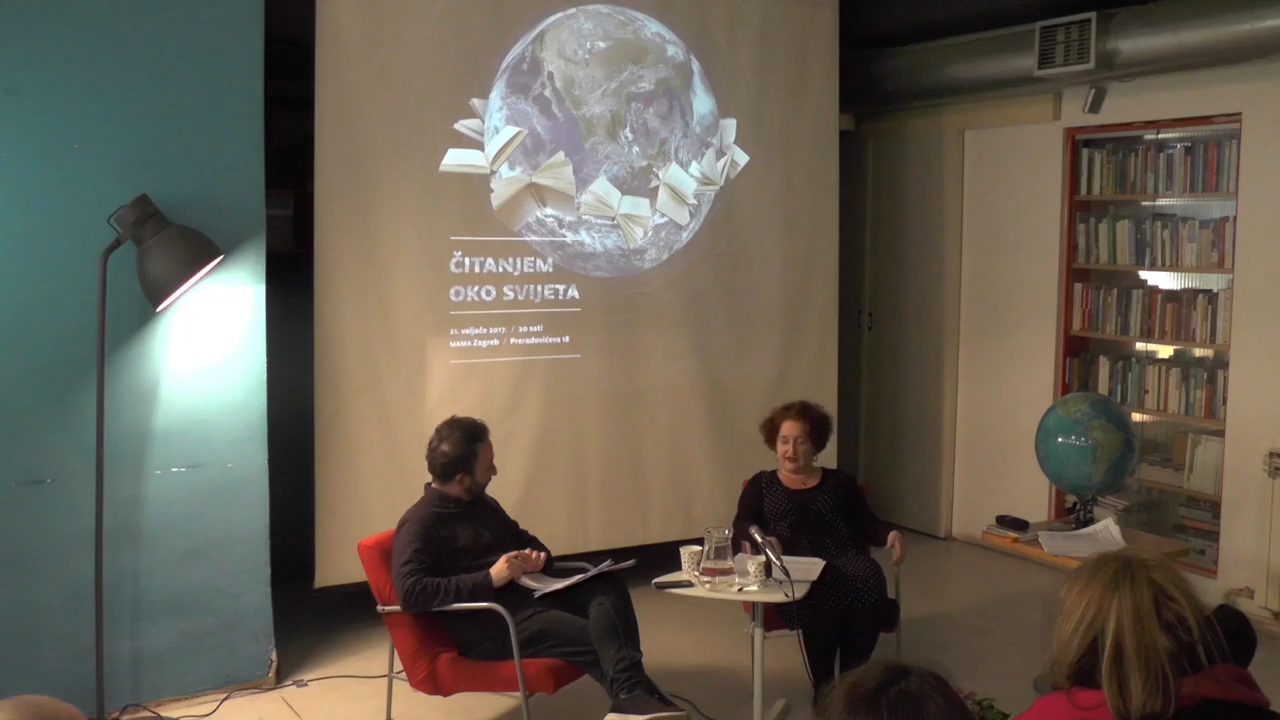 ČITANJEM
OKO SVIJETA
21. veljače 2017. / 20 sati
MAMA Zagreb / Preradovićeva 18